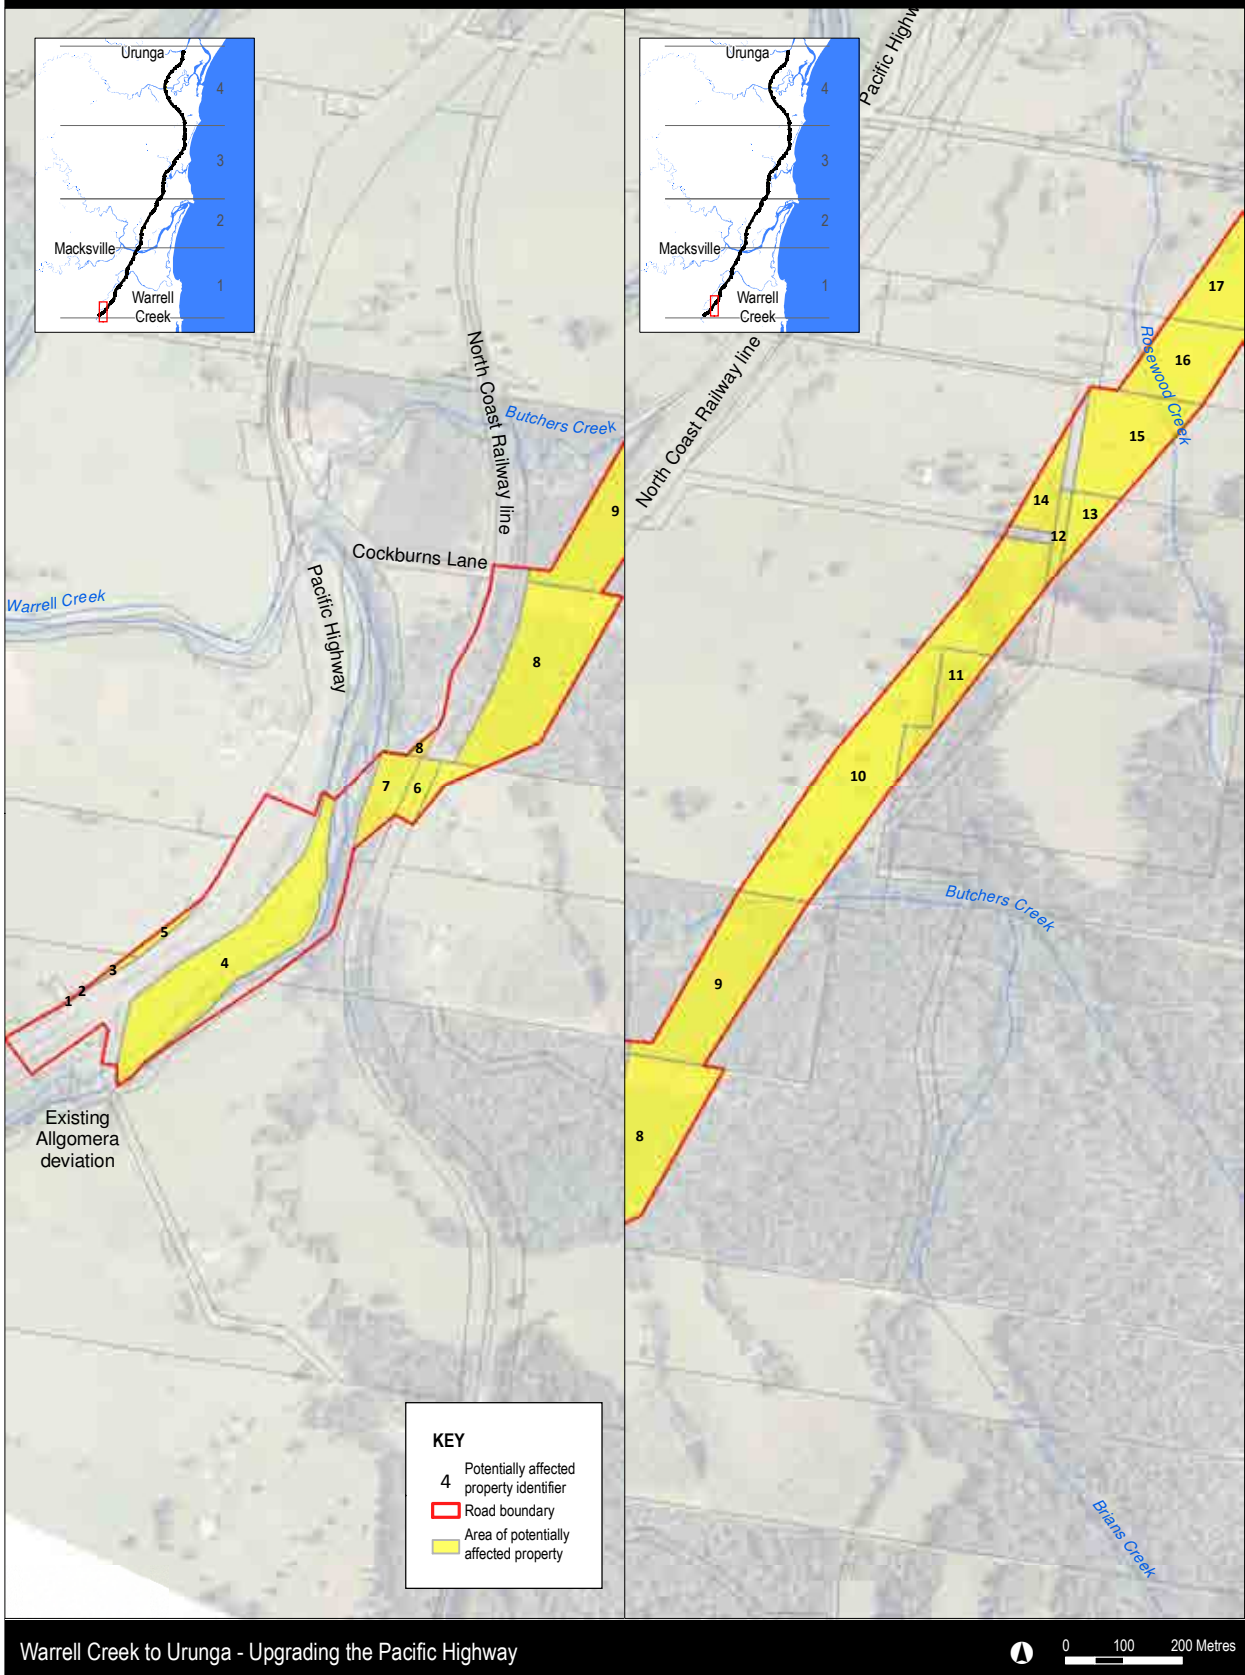 Urunga
4
3
2
Macksville
1
Warrell
Creek
North Coast Railway line
Butchers Creek
9
Cockburns Lane
Pacific Highway
Warrell Creek
8
8
7
6
5
4
3
2
1
Existing
Allgomera
deviation
KEY
4
Potentially affected
property identifier
Road boundary
Area of potentially
affected property
Urunga
4
3
2
Macksville
1
Warrell
Creek
Pacific Highw
North Coast Railway line
17
Rosewood Creek
16
15
14
13
12
11
10
Butchers Creek
9
8
Brians Creek
Warrell Creek to Urunga - Upgrading the Pacific Highway
0 100 200 Metres